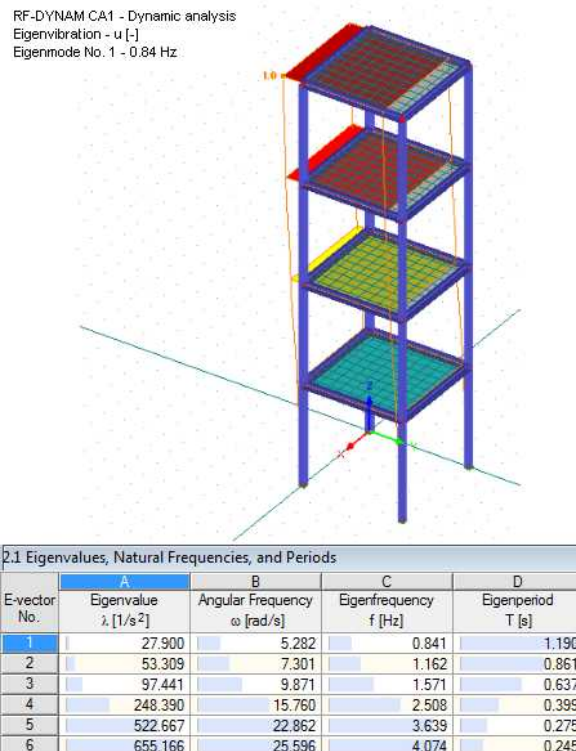 RF-DYNAM CA1 - Dynamic analysis
Eigenvibration - u [-]
Eigenmode No. 1 - 0.84 Hz
1.0
Z
X
2.1 Eigenvalues, Natural Frequencies, and Periods
A B C D
E-vector No. Eigenvalue λ [1/s²] Angular Frequency ω [rad/s] Eigenfrequency f [Hz] Eigenperiod T [s]
1 27.900 5.282 0.841 1.190
2 53.309 7.301 1.162 0.861
3 97.441 9.871 1.571 0.637
4 248.390 15.760 2.508 0.399
5 522.667 22.862 3.639 0.275
6 655.166 25.596 4.074 0.245